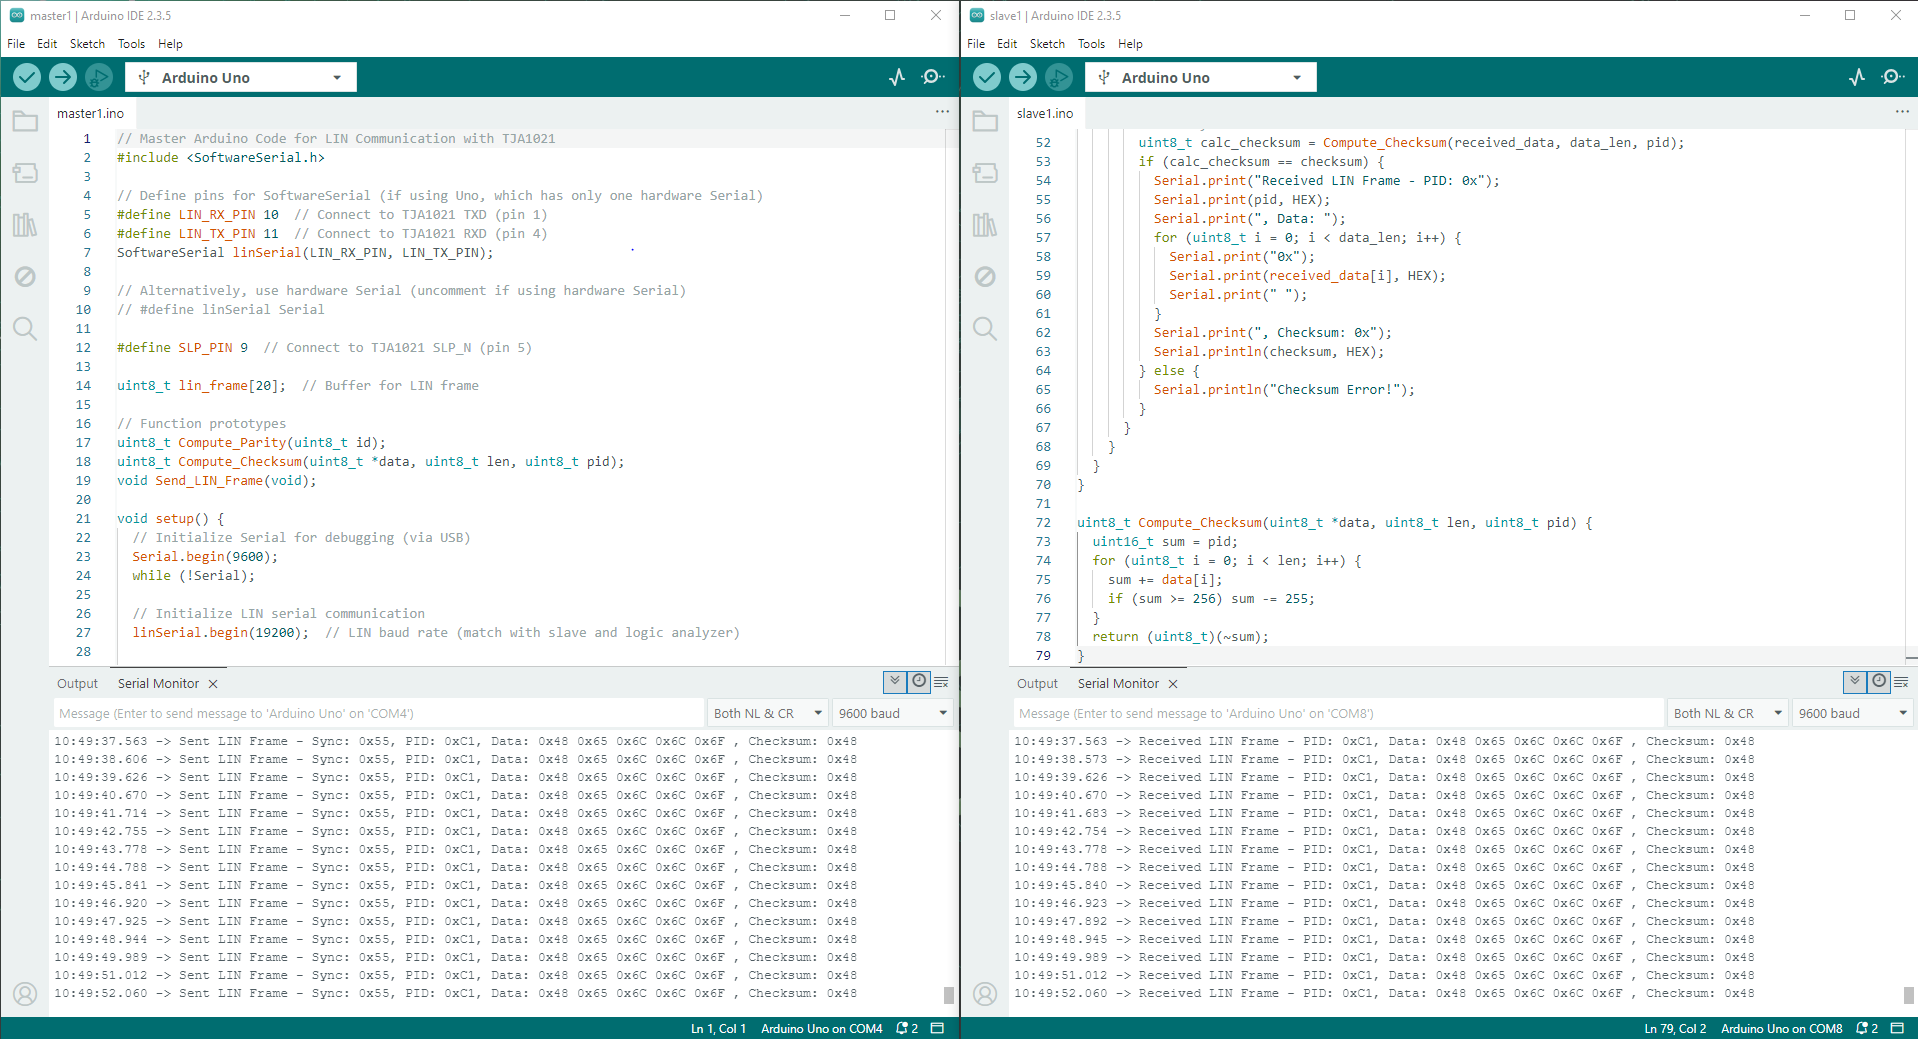 master1 | Arduino IDE 2.3.5
File Edit Sketch Tools Help
Arduino Uno
master1.ino
1 // Master Arduino Code for LIN Communication with TJA1021
2 #include <SoftwareSerial.h>
3
4 // Define pins for SoftwareSerial (if using Uno, which has only one hardware Serial)
5 #define LIN_RX_PIN 10  // Connect to TJA1021 TXD (pin 1)
6 #define LIN_TX_PIN 11  // Connect to TJA1021 RXD (pin 4)
7 SoftwareSerial linSerial(LIN_RX_PIN, LIN_TX_PIN);
8
9 // Alternatively, use hardware Serial (uncomment if using hardware Serial)
10 // #define linSerial Serial
11
12 #define SLP_PIN 9  // Connect to TJA1021 SLP_N (pin 5)
13
14 uint8_t lin_frame[20];  // Buffer for LIN frame
15
16 // Function prototypes
17 uint8_t Compute_Parity(uint8_t id);
18 uint8_t Compute_Checksum(uint8_t *data, uint8_t len, uint8_t pid);
19 void Send_LIN_Frame(void);
20
21 void setup() {
22 // Initialize Serial for debugging (via USB)
23 Serial.begin(9600);
24 while (!Serial);
25
26 // Initialize LIN serial communication
27 linSerial.begin(19200);  // LIN baud rate (match with slave and logic analyzer)
28
Output Serial Monitor
Message (Enter to send message to 'Arduino Uno' on 'COM4') Both NL & CR 9600 baud
10:49:37.563 -> Sent LIN Frame - Sync: 0x55, PID: 0xC1, Data: 0x48 0x65 0x6C 0x6C 0x6F , Checksum: 0x48
10:49:38.606 -> Sent LIN Frame - Sync: 0x55, PID: 0xC1, Data: 0x48 0x65 0x6C 0x6C 0x6F , Checksum: 0x48
10:49:39.626 -> Sent LIN Frame - Sync: 0x55, PID: 0xC1, Data: 0x48 0x65 0x6C 0x6C 0x6F , Checksum: 0x48
10:49:40.670 -> Sent LIN Frame - Sync: 0x55, PID: 0xC1, Data: 0x48 0x65 0x6C 0x6C 0x6F , Checksum: 0x48
10:49:41.714 -> Sent LIN Frame - Sync: 0x55, PID: 0xC1, Data: 0x48 0x65 0x6C 0x6C 0x6F , Checksum: 0x48
10:49:42.755 -> Sent LIN Frame - Sync: 0x55, PID: 0xC1, Data: 0x48 0x65 0x6C 0x6C 0x6F , Checksum: 0x48
10:49:43.778 -> Sent LIN Frame - Sync: 0x55, PID: 0xC1, Data: 0x48 0x65 0x6C 0x6C 0x6F , Checksum: 0x48
10:49:44.788 -> Sent LIN Frame - Sync: 0x55, PID: 0xC1, Data: 0x48 0x65 0x6C 0x6C 0x6F , Checksum: 0x48
10:49:45.841 -> Sent LIN Frame - Sync: 0x55, PID: 0xC1, Data: 0x48 0x65 0x6C 0x6C 0x6F , Checksum: 0x48
10:49:46.920 -> Sent LIN Frame - Sync: 0x55, PID: 0xC1, Data: 0x48 0x65 0x6C 0x6C 0x6F , Checksum: 0x48
10:49:47.925 -> Sent LIN Frame - Sync: 0x55, PID: 0xC1, Data: 0x48 0x65 0x6C 0x6C 0x6F , Checksum: 0x48
10:49:48.944 -> Sent LIN Frame - Sync: 0x55, PID: 0xC1, Data: 0x48 0x65 0x6C 0x6C 0x6F , Checksum: 0x48
10:49:49.989 -> Sent LIN Frame - Sync: 0x55, PID: 0xC1, Data: 0x48 0x65 0x6C 0x6C 0x6F , Checksum: 0x48
10:49:51.012 -> Sent LIN Frame - Sync: 0x55, PID: 0xC1, Data: 0x48 0x65 0x6C 0x6C 0x6F , Checksum: 0x48
10:49:52.060 -> Sent LIN Frame - Sync: 0x55, PID: 0xC1, Data: 0x48 0x65 0x6C 0x6C 0x6F , Checksum: 0x48
Ln 1, Col 1 Arduino Uno on COM4 2
slave1 | Arduino IDE 2.3.5
File Edit Sketch Tools Help
Arduino Uno
slave1.ino
52 uint8_t calc_checksum = Compute_Checksum(received_data, data_len, pid);
53 if (calc_checksum == checksum) {
54 Serial.print("Received LIN Frame - PID: 0x");
55 Serial.print(pid, HEX);
56 Serial.print(", Data: ");
57 for (uint8_t i = 0; i < data_len; i++) {
58 Serial.print("0x");
59 Serial.print(received_data[i], HEX);
60 Serial.print(" ");
61 }
62 Serial.print(", Checksum: 0x");
63 Serial.println(checksum, HEX);
64 } else {
65 Serial.println("Checksum Error!");
66 }
67 }
68 }
69 }
70 }
71
72 uint8_t Compute_Checksum(uint8_t *data, uint8_t len, uint8_t pid) {
73 uint16_t sum = pid;
74 for (uint8_t i = 0; i < len; i++) {
75 sum += data[i];
76 if (sum >= 256) sum -= 255;
77 }
78 return (uint8_t)(~sum);
79 }
Output Serial Monitor
Message (Enter to send message to 'Arduino Uno' on 'COM8') Both NL & CR 9600 baud
10:49:37.563 -> Received LIN Frame - PID: 0xC1, Data: 0x48 0x65 0x6C 0x6C 0x6F , Checksum: 0x48
10:49:38.573 -> Received LIN Frame - PID: 0xC1, Data: 0x48 0x65 0x6C 0x6C 0x6F , Checksum: 0x48
10:49:39.626 -> Received LIN Frame - PID: 0xC1, Data: 0x48 0x65 0x6C 0x6C 0x6F , Checksum: 0x48
10:49:40.670 -> Received LIN Frame - PID: 0xC1, Data: 0x48 0x65 0x6C 0x6C 0x6F , Checksum: 0x48
10:49:41.683 -> Received LIN Frame - PID: 0xC1, Data: 0x48 0x65 0x6C 0x6C 0x6F , Checksum: 0x48
10:49:42.754 -> Received LIN Frame - PID: 0xC1, Data: 0x48 0x65 0x6C 0x6C 0x6F , Checksum: 0x48
10:49:43.778 -> Received LIN Frame - PID: 0xC1, Data: 0x48 0x65 0x6C 0x6C 0x6F , Checksum: 0x48
10:49:44.788 -> Received LIN Frame - PID: 0xC1, Data: 0x48 0x65 0x6C 0x6C 0x6F , Checksum: 0x48
10:49:45.840 -> Received LIN Frame - PID: 0xC1, Data: 0x48 0x65 0x6C 0x6C 0x6F , Checksum: 0x48
10:49:46.923 -> Received LIN Frame - PID: 0xC1, Data: 0x48 0x65 0x6C 0x6C 0x6F , Checksum: 0x48
10:49:47.892 -> Received LIN Frame - PID: 0xC1, Data: 0x48 0x65 0x6C 0x6C 0x6F , Checksum: 0x48
10:49:48.945 -> Received LIN Frame - PID: 0xC1, Data: 0x48 0x65 0x6C 0x6C 0x6F , Checksum: 0x48
10:49:49.989 -> Received LIN Frame - PID: 0xC1, Data: 0x48 0x65 0x6C 0x6C 0x6F , Checksum: 0x48
10:49:51.012 -> Received LIN Frame - PID: 0xC1, Data: 0x48 0x65 0x6C 0x6C 0x6F , Checksum: 0x48
10:49:52.060 -> Received LIN Frame - PID: 0xC1, Data: 0x48 0x65 0x6C 0x6C 0x6F , Checksum: 0x48
Ln 79, Col 2 Arduino Uno on COM8 2